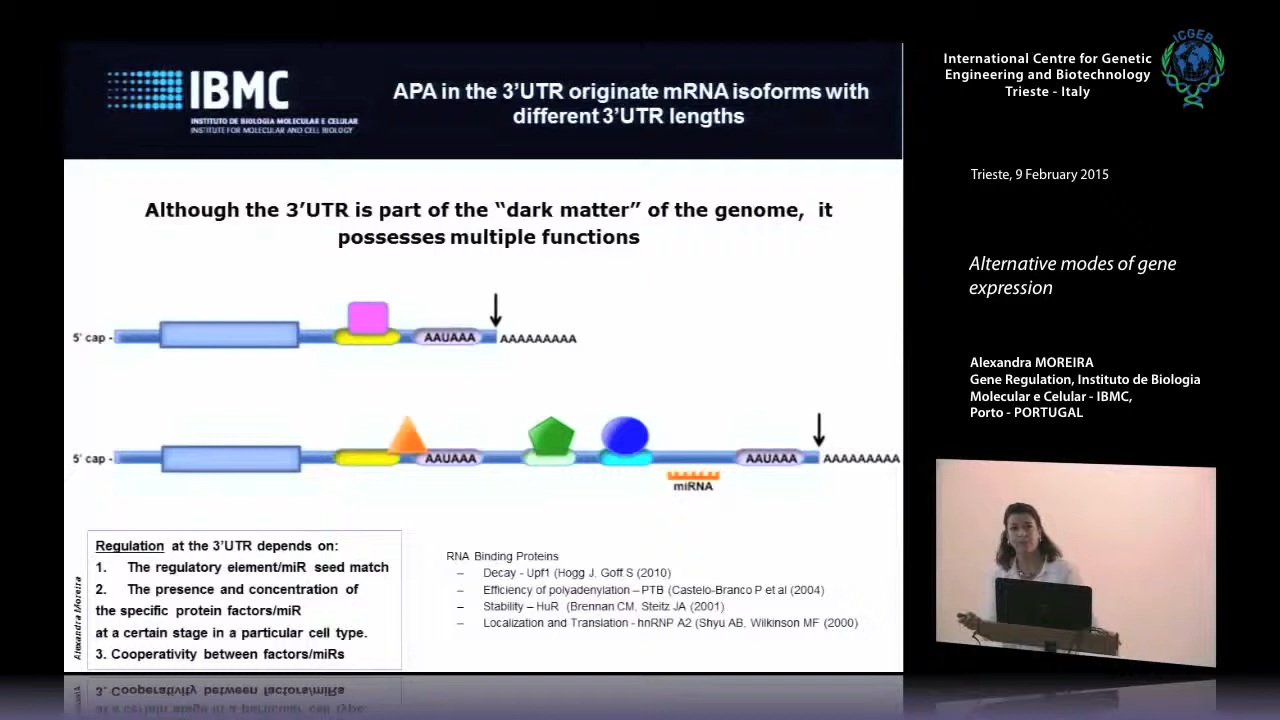 IBMC
INSTITUTO DE BIOLOGIA MOLECULAR E CELULAR
INSTITUTE FOR MOLECULAR AND CELL BIOLOGY
APA in the 3’UTR originate mRNA isoforms with
different 3’UTR lengths
Although the 3’UTR is part of the “dark matter” of the genome, it
possesses multiple functions
5' cap - AAUAAA AAAAAAAAA
5' cap - AAUAAA AAUAAA AAAAAAAAA
miRNA
Regulation at the 3'UTR depends on:
1. The regulatory element/miR seed match
2. The presence and concentration of
the specific protein factors/miR
at a certain stage in a particular cell type.
3. Cooperativity between factors/miRs
Alexandra Moreira
RNA Binding Proteins
– Decay - Upf1 (Hogg J. Goff S (2010)
– Efficiency of polyadenylation – PTB (Castelo-Branco P et al (2004)
– Stability – HuR (Brennan CM, Steitz JA (2001)
– Localization and Translation - hnRNP A2 (Shyu AB, Wilkinson MF (2000)
International Centre for Genetic
Engineering and Biotechnology
Trieste - Italy
ICGEB
Trieste, 9 February 2015
Alternative modes of gene
expression
Alexandra MOREIRA
Gene Regulation, Instituto de Biologia
Molecular e Celular - IBMC,
Porto - PORTUGAL